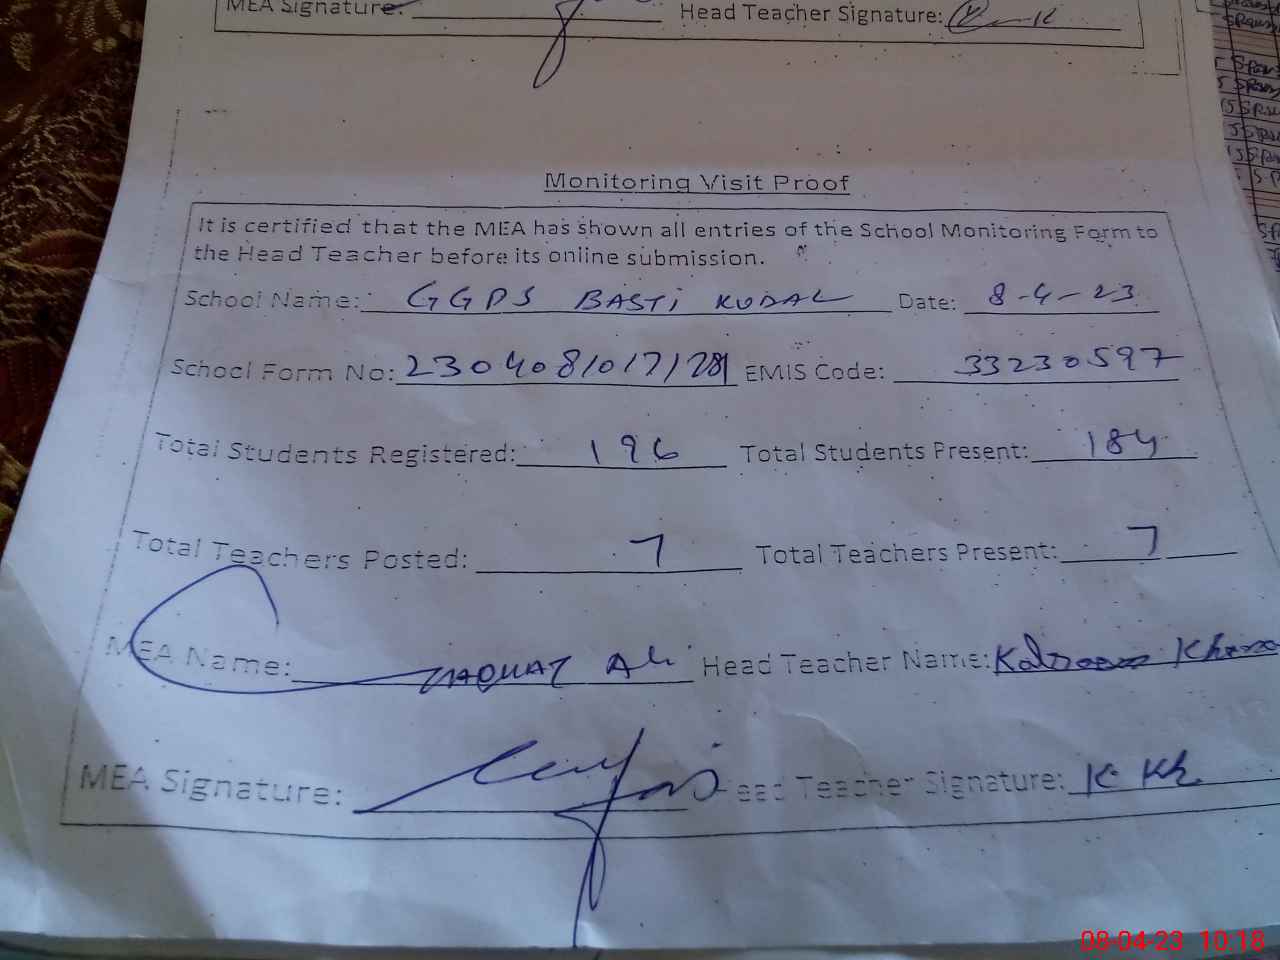 MEA Signature: Head Teacher Signature:
Monitoring Visit Proof
It is certified that the MEA has shown all entries of the School Monitoring Form to
the Head Teacher before its online submission.
School Name: GGPS BASTI KUDAL Date: 8-4-23
School Form No: EMIS Code: 33230597
Total Students Registered: 196 Total Students Present: 184
Total Teachers Posted: 7 Total Teachers Present: 7
MEA Name: LIAQUAT Ali Head Teacher Name:
MEA Signature: Head Teacher Signature: K Kh
08-04-23 10:18